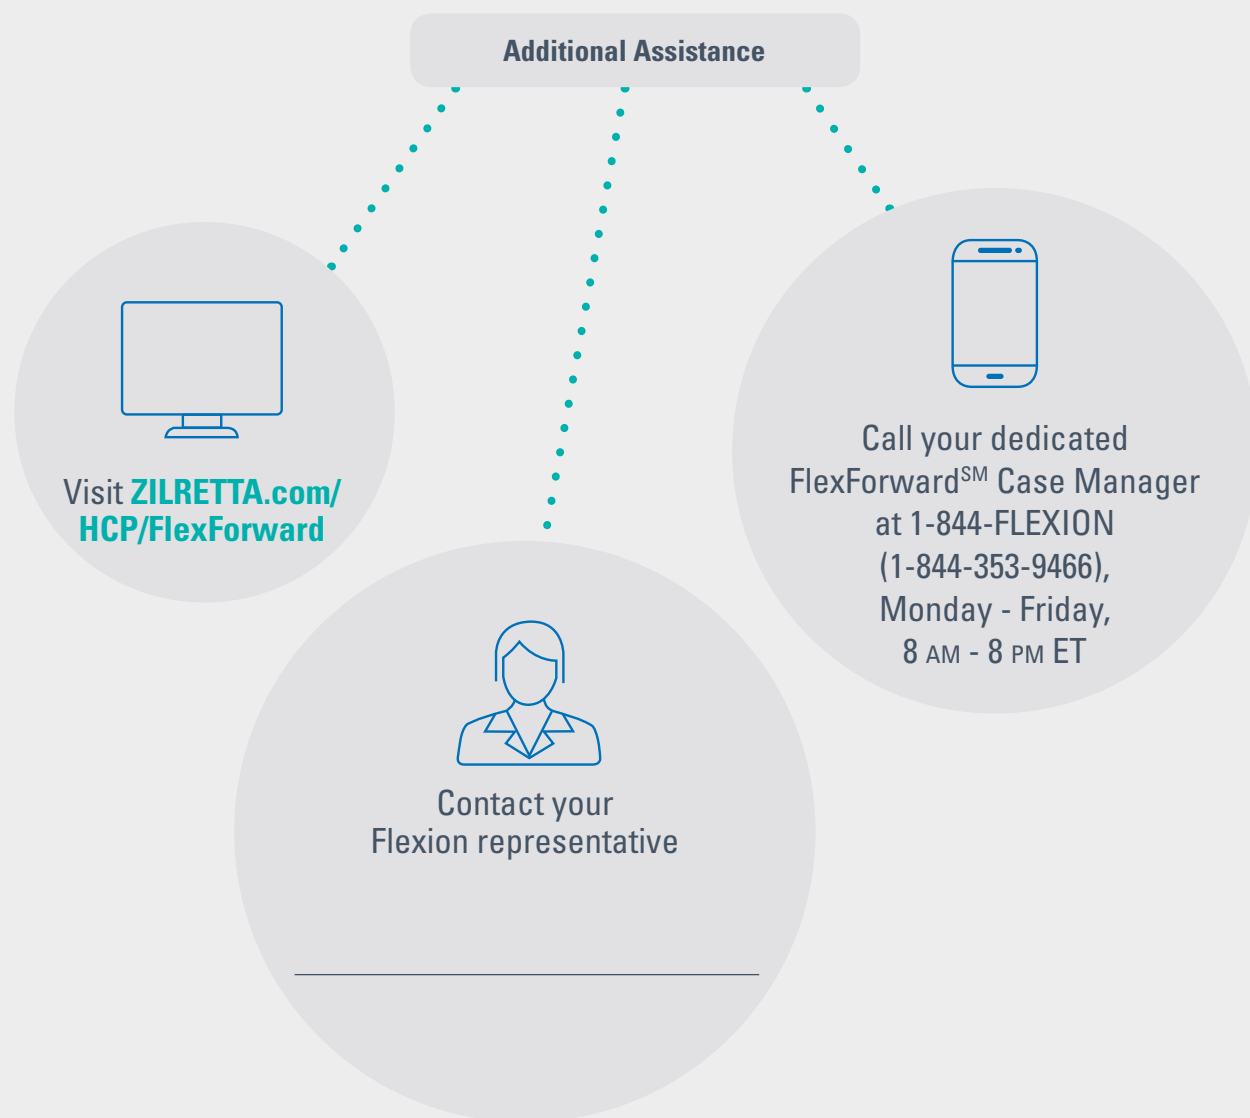 Additional Assistance
Visit ZILRETTA.com/
HCP/FlexForward
Contact your
Flexion representative
Call your dedicated
FlexForward℠ Case Manager
at 1-844-FLEXION
(1-844-353-9466),
Monday - Friday,
8 AM - 8 PM ET